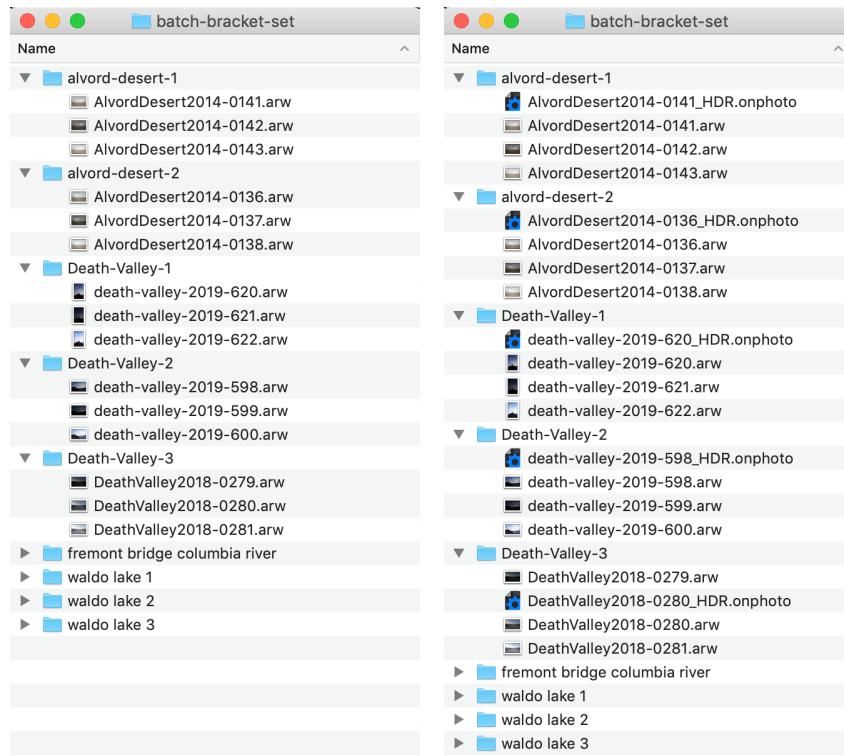 batch-bracket-set
Name
alvord-desert-1
AlvordDesert2014-0141.arw
AlvordDesert2014-0142.arw
AlvordDesert2014-0143.arw
alvord-desert-2
AlvordDesert2014-0136.arw
AlvordDesert2014-0137.arw
AlvordDesert2014-0138.arw
Death-Valley-1
death-valley-2019-620.arw
death-valley-2019-621.arw
death-valley-2019-622.arw
Death-Valley-2
death-valley-2019-598.arw
death-valley-2019-599.arw
death-valley-2019-600.arw
Death-Valley-3
DeathValley2018-0279.arw
DeathValley2018-0280.arw
DeathValley2018-0281.arw
fremont bridge columbia river
waldo lake 1
waldo lake 2
waldo lake 3
batch-bracket-set
Name
alvord-desert-1
AlvordDesert2014-0141_HDR.onphoto
AlvordDesert2014-0141.arw
AlvordDesert2014-0142.arw
AlvordDesert2014-0143.arw
alvord-desert-2
AlvordDesert2014-0136_HDR.onphoto
AlvordDesert2014-0136.arw
AlvordDesert2014-0137.arw
AlvordDesert2014-0138.arw
Death-Valley-1
death-valley-2019-620_HDR.onphoto
death-valley-2019-620.arw
death-valley-2019-621.arw
death-valley-2019-622.arw
Death-Valley-2
death-valley-2019-598_HDR.onphoto
death-valley-2019-598.arw
death-valley-2019-599.arw
death-valley-2019-600.arw
Death-Valley-3
DeathValley2018-0279.arw
DeathValley2018-0280_HDR.onphoto
DeathValley2018-0280.arw
DeathValley2018-0281.arw
fremont bridge columbia river
waldo lake 1
waldo lake 2
waldo lake 3